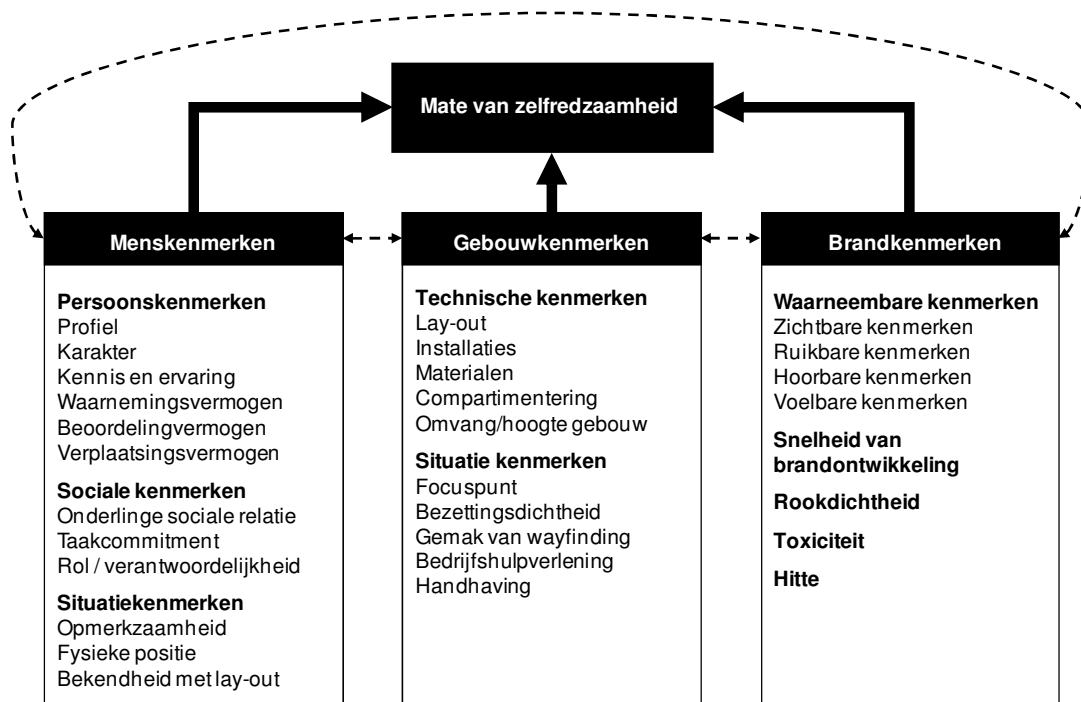 Mate van zelfredzaamheid
Menskenmerken
Persoonskenmerken
Profiel
Karakter
Kennis en ervaring
Waarnemingsvermogen
Beoordelingvermogen
Verplaatsingsvermogen
Sociale kenmerken
Onderlinge sociale relatie
Taakcommitment
Rol / verantwoordelijkheid
Situatiekenmerken
Opmerkzaamheid
Fysieke positie
Bekendheid met lay-out
Gebouwkenmerken
Technische kenmerken
Lay-out
Installaties
Materialen
Compartimentering
Omvang/hoogte gebouw
Situatie kenmerken
Focuspunt
Bezettingsdichtheid
Gemak van wayfinding
Bedrijfshulpverlening
Handhaving
Brandkenmerken
Waarneembare kenmerken
Zichtbare kenmerken
Ruikbare kenmerken
Hoorbare kenmerken
Voelbare kenmerken
Snelheid van
brandontwikkeling
Rookdichtheid
Toxiciteit
Hitte